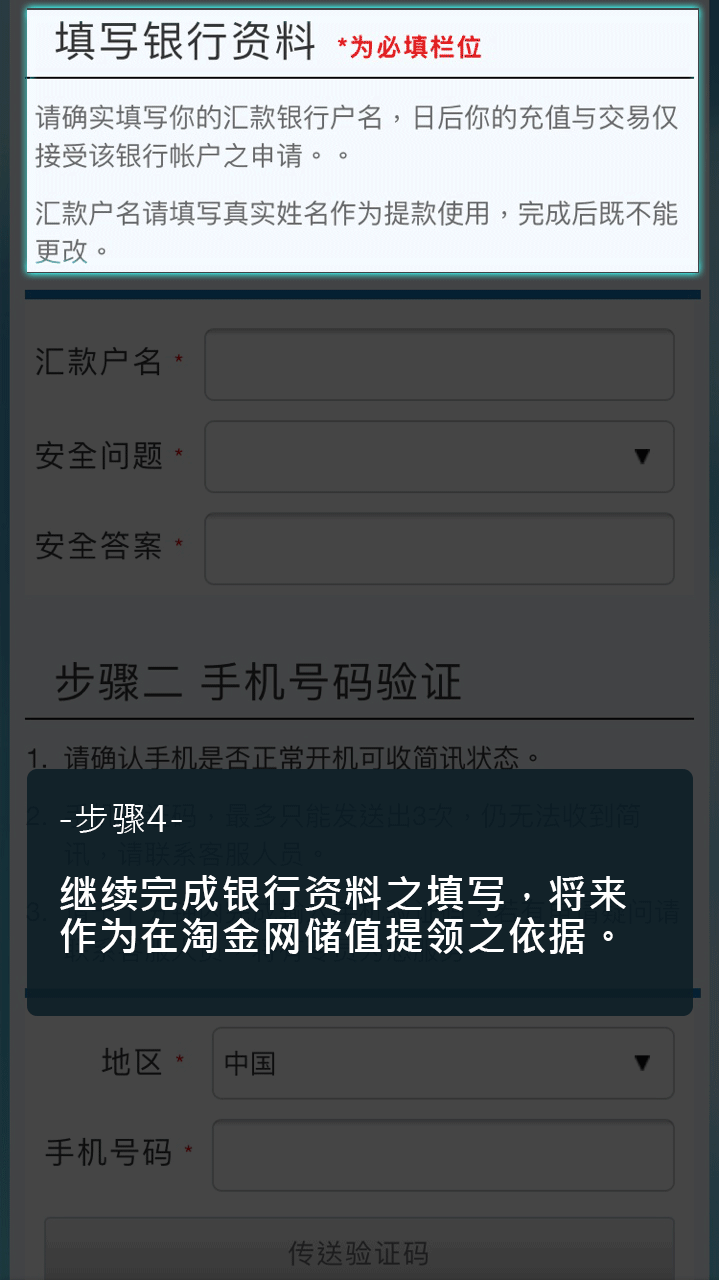 填写银行资料 *为必填栏位
请确实填写你的汇款银行户名，日后你的充值与交易仅
接受该银行帐户之申请。。
汇款户名请填写真实姓名作为提款使用，完成后既不能
更改。
汇款户名 *
安全问题 * ▼
安全答案 *
步骤二 手机号码验证
1. 请确认手机是否正常开机可收简讯状态。
-步骤4-
2. 码，最多只能发送出3次，仍无法收到简
讯，请联系客服人员。
继续完成银行资料之填写，将来
3. 问请
作为在淘金网储值提领之依据。
地区 * 中国 ▼
手机号码 *
传送验证码